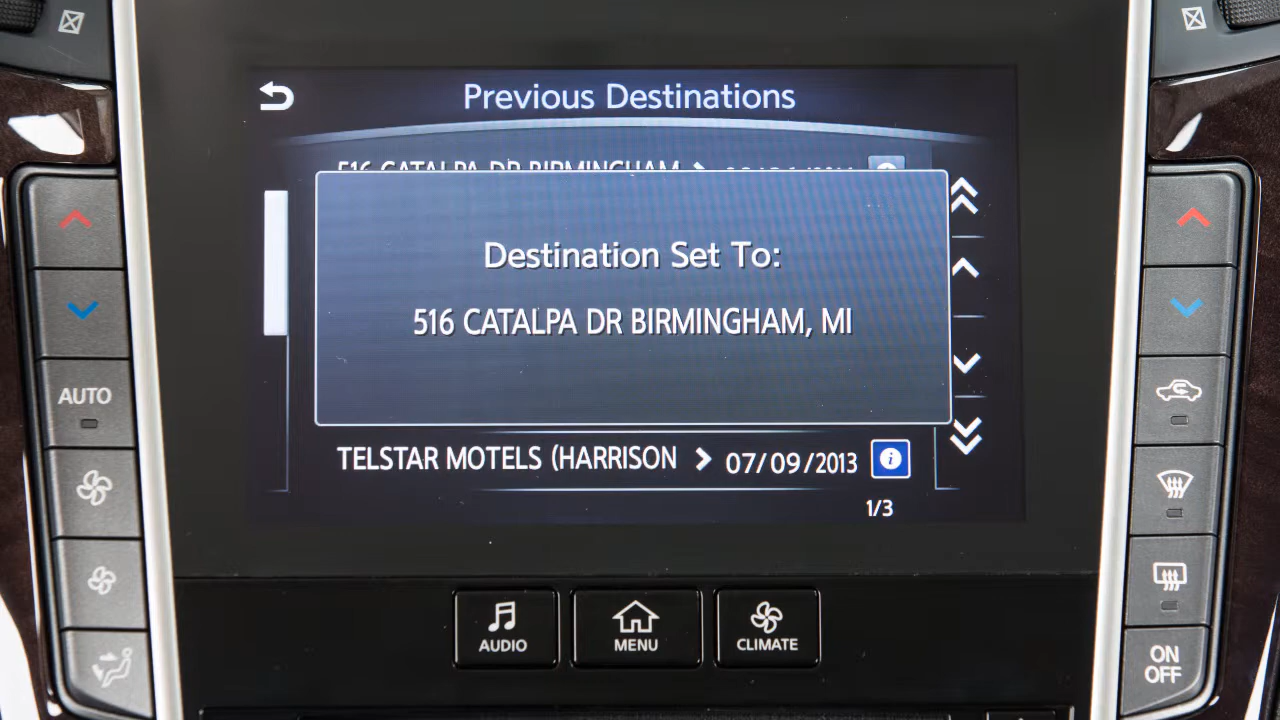 Previous Destinations
516 CATALPA DR BIRMINGHAM
Destination Set To:
516 CATALPA DR BIRMINGHAM, MI
TELSTAR MOTELS (HARRISON 07/09/2013
1/3
AUTO
AUDIO
MENU
CLIMATE
ON
OFF